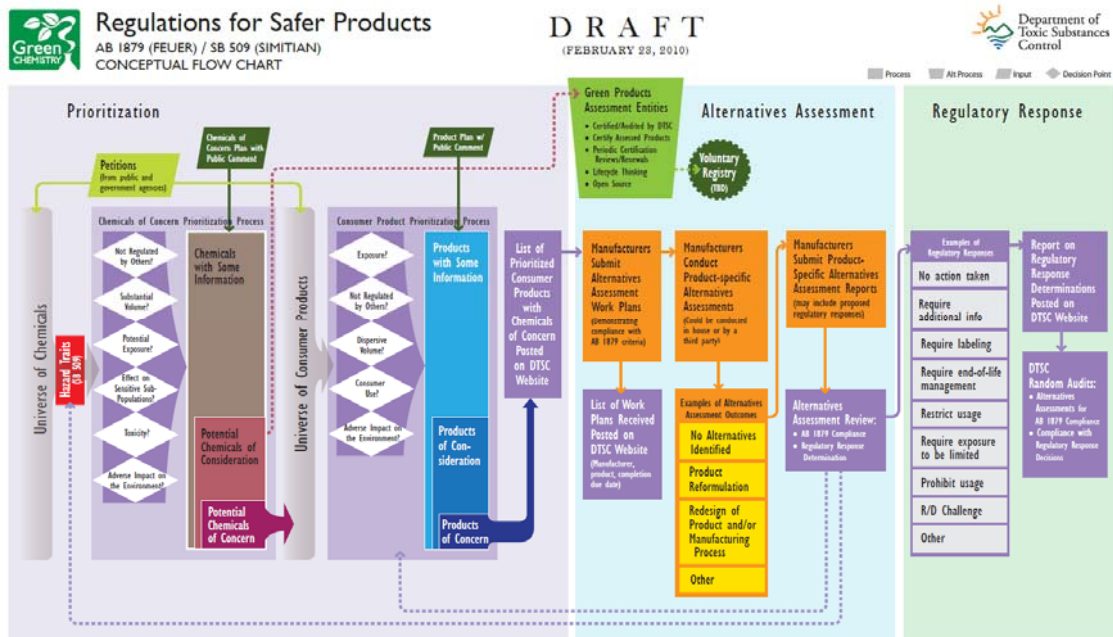 Green
CHEMISTRY
Regulations for Safer Products
AB 1879 (FEUER) / SB 509 (SIMITIAN)
CONCEPTUAL FLOW CHART
DRAFT
(FEBRUARY 23, 2010)
Department of
Toxic Substances
Control
Process
Alt Process
Input
Decision Point
Prioritization
Chemicals of
Concern Plan with
Public Comment
Product Plan w/
Public Comment
Petitions
(from public and
government agencies)
Universe of Chemicals
Hazard Traits
(SB 509)
Chemicals of Concern Prioritization Process
Not Regulated
by Others?
Substantial
Volume?
Potential
Exposure?
Effect on
Sensitive Sub-
Populations?
Toxicity?
Adverse Impact on
the Environment?
Chemicals
with Some
Information
Potential
Chemicals of
Consideration
Potential
Chemicals
of Concern
Universe of Consumer Products
Consumer Product Prioritization Process
Exposure?
Not Regulated
by Others?
Dispersive
Volume?
Consumer
Use?
Adverse Impact on
the Environment?
Products
with Some
Information
Products
of Con-
sideration
Products
of Concern
List of
Prioritized
Consumer
Products with
Chemicals
of Concern
Posted
on DTSC
Website
Green Products
Assessment Entities
• Certified/Audited by DTSC
• Certify Assessed Products
• Periodic Certification
Reviews/Renewals
• Lifecycle Thinking
• Open Source
Voluntary
Registry
(TBD)
Alternatives Assessment
Manufacturers
Submit
Alternatives
Assessment
Work Plans
(Demonstrating
compliance with
AB 1879 criteria)
List of Work
Plans Received
Posted on
DTSC Website
(Manufacturer,
product, completion
due date)
Manufacturers
Conduct
Product-specific
Alternatives
Assessments
(Could be conducted
in house or by a
third party)
Examples of Alternatives
Assessment Outcomes
No Alternatives
Identified
Product
Reformulation
Redesign of
Product and/or
Manufacturing
Process
Other
Manufacturers
Submit Product-
Specific Alternatives
Assessment Reports
(may include proposed
regulatory responses)
Alternatives
Assessment Review:
• AB 1879 Compliance
• Regulatory Response
Determination
Regulatory Response
Examples of
Regulatory Responses
No action taken
Require
additional info
Require labeling
Require end-of-life
management
Restrict usage
Require exposure
to be limited
Prohibit usage
R/D Challenge
Other
Report on
Regulatory
Response
Determinations
Posted on
DTSC Website
DTSC
Random Audits:
• Alternatives
Assessments for
AB 1879 Compliance
• Compliance with
Regulatory Response
Decisions